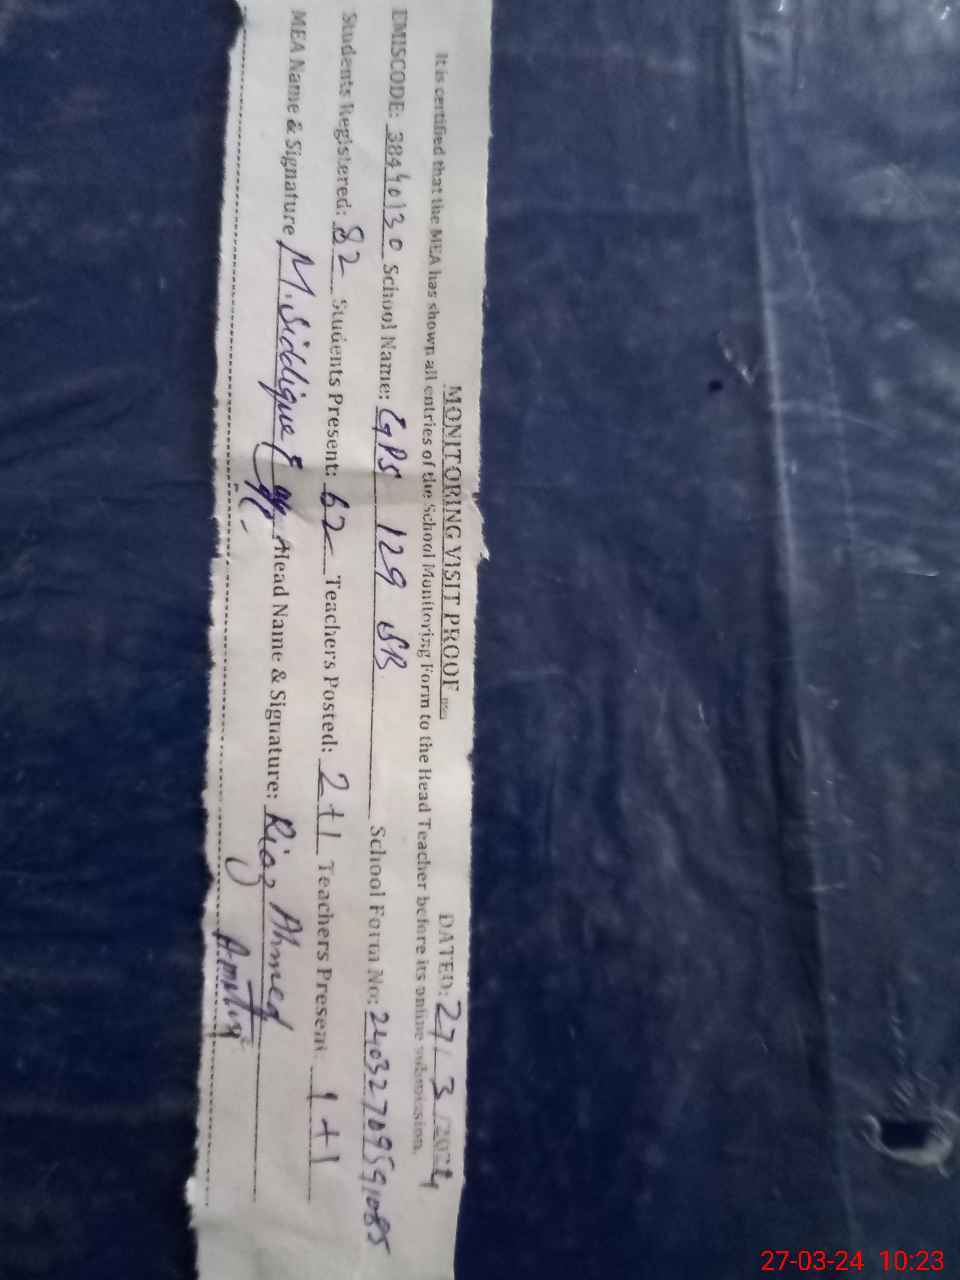 MONITORING VISIT PROOF DATED: 27/3/2024
It is certified that the MEA has shown all entries of the School Monitoring Form to the Head Teacher before its online submission.
EMISCODE: 38440130 School Name: GPS 129 SB School Form No: 24032709591085
Students Registered: 82 Students Present: 62 Teachers Posted: 2+1 Teachers Present 1+1
MEA Name & Signature M. Siddique Head Name & Signature: Riaz Ahmed
27-03-24 10:23